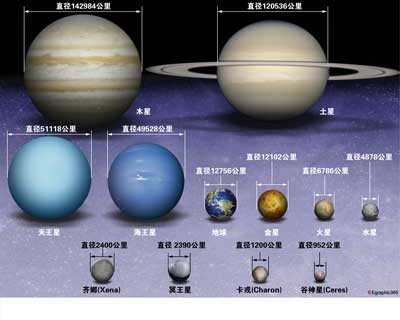 直径142984公里
直径120536公里
木星
土星
直径51118公里
直径49528公里
直径12756公里
直径12102公里
直径6786公里
直径4878公里
天王星
海王星
地球
金星
火星
水星
直径2400公里
直径 2390公里
直径1200公里
直径952公里
齐娜(Xena)
冥王星
卡戎(Charon)
谷神星(Ceres)
Egraphic365